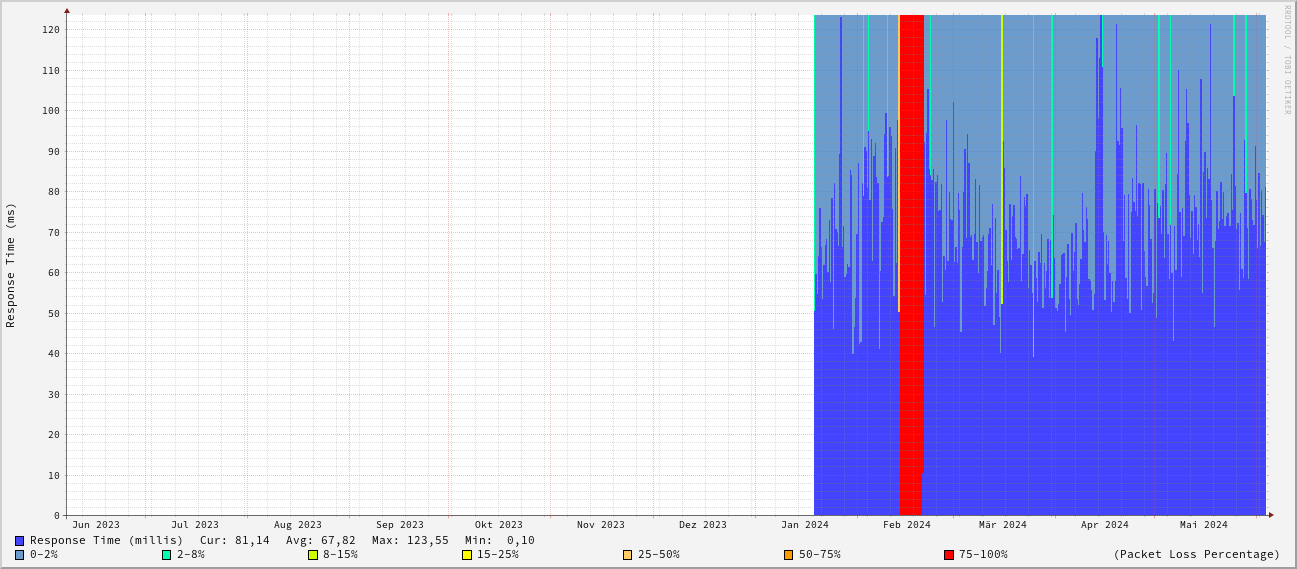 RRDTOOL / TOBI OETIKER
Response Time (ms)
120
110
100
90
80
70
60
50
40
30
20
10
0
Jun 2023 Jul 2023 Aug 2023 Sep 2023 Okt 2023 Nov 2023 Dez 2023 Jan 2024 Feb 2024 Mär 2024 Apr 2024 Mai 2024
Response Time (millis) Cur: 81,14 Avg: 67,82 Max: 123,55 Min: 0,10
0-2% 2-8% 8-15% 15-25% 25-50% 50-75% 75-100% (Packet Loss Percentage)